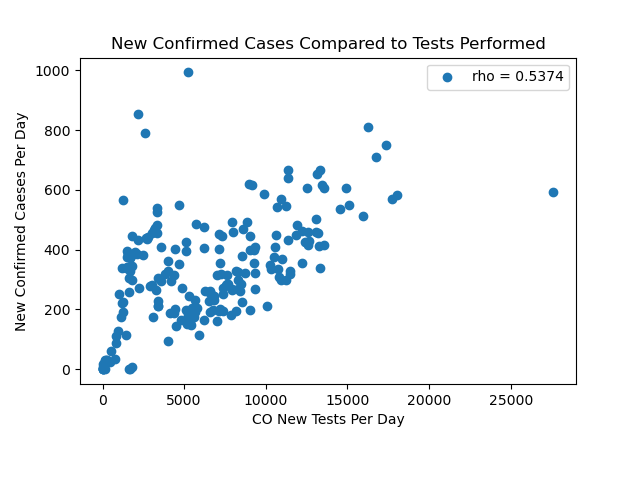 New Confirmed Cases Compared to Tests Performed
rho = 0.5374
1000
800
600
400
200
0
New Confirmed Caeses Per Day
0 5000 10000 15000 20000 25000
CO New Tests Per Day